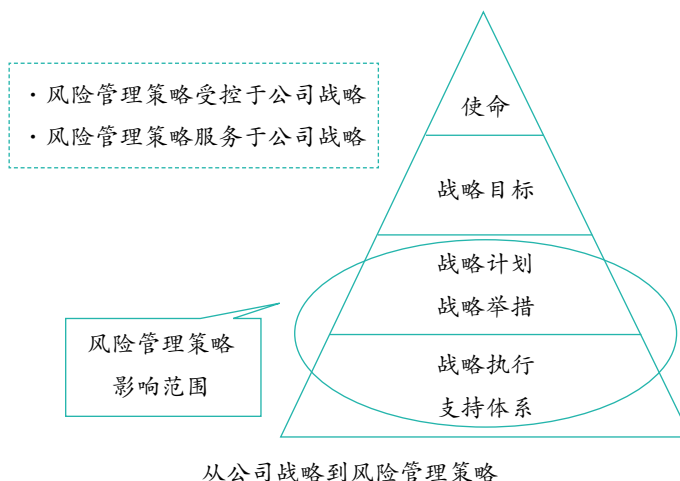 ·风险管理策略受控于公司战略
·风险管理策略服务于公司战略
使命
战略目标
战略计划
战略举措
风险管理策略
影响范围
战略执行
支持体系
从公司战略到风险管理策略